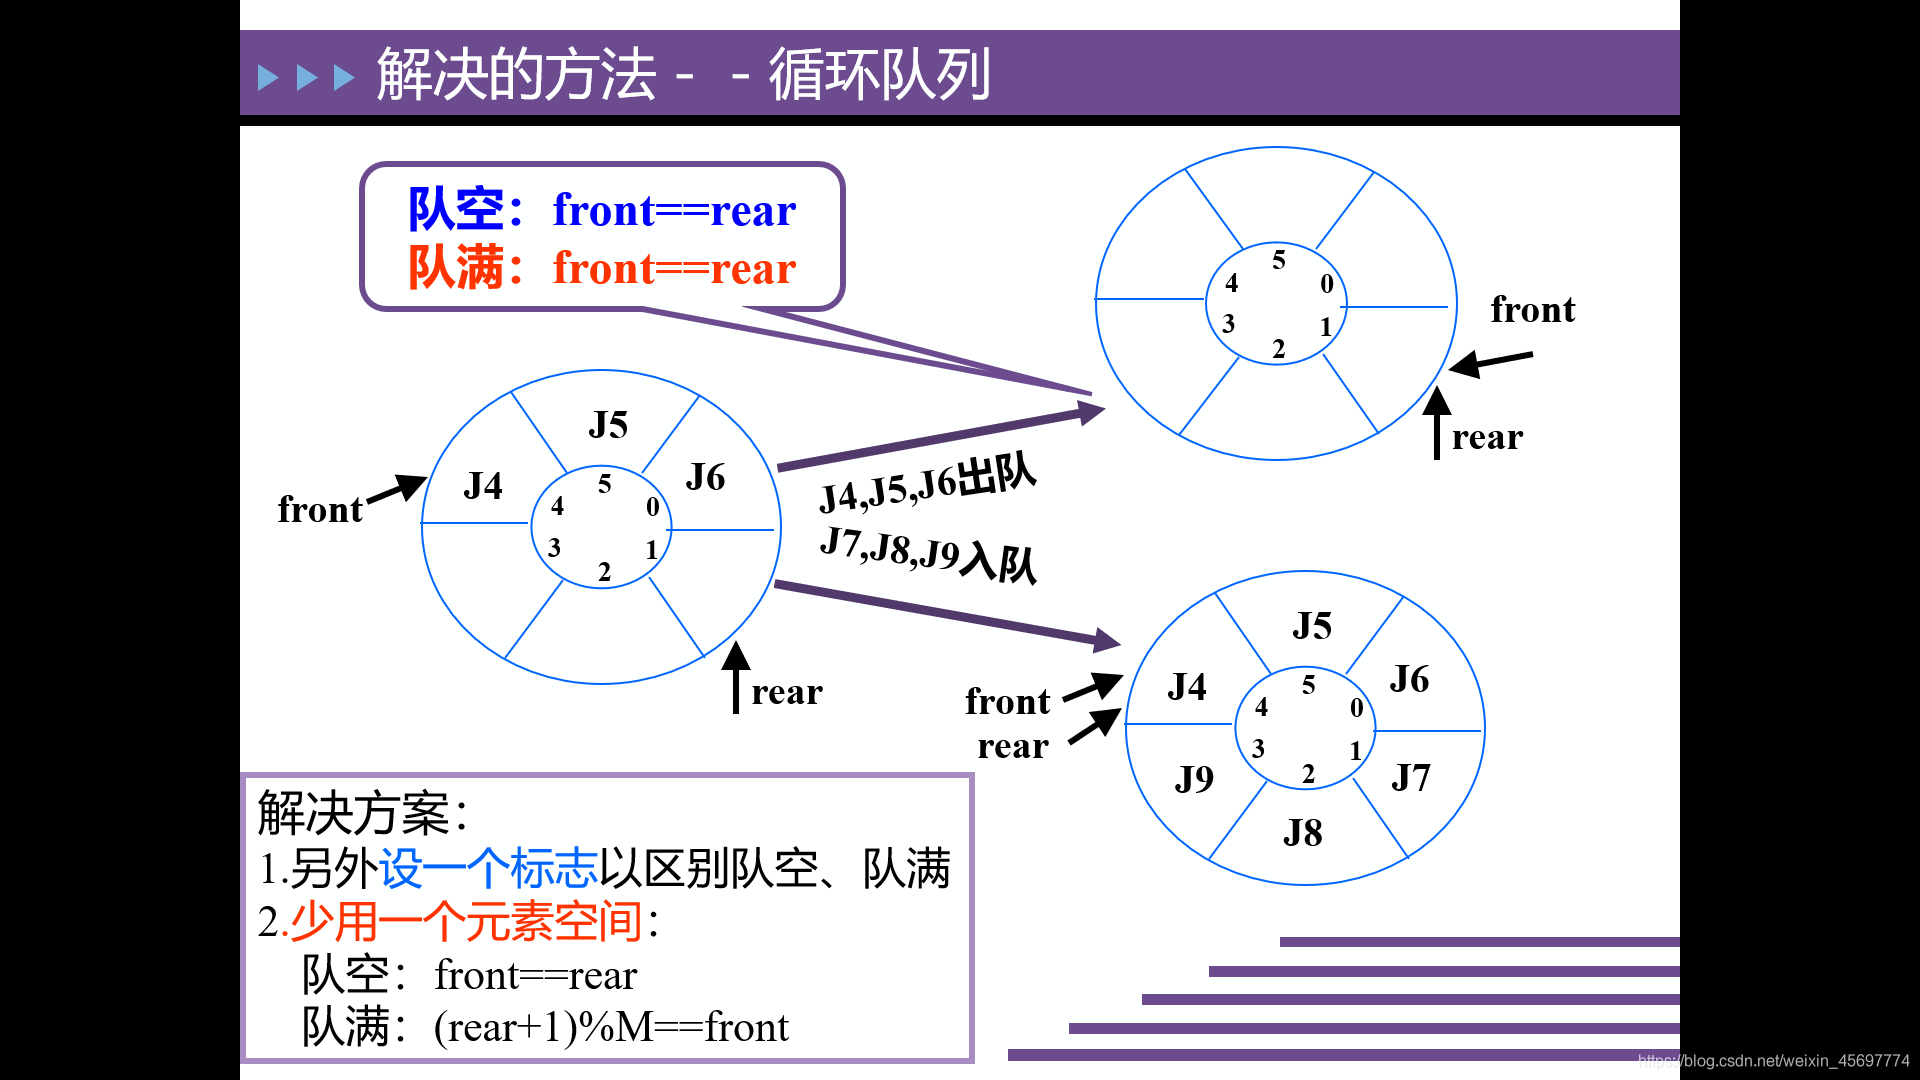 解决的方法－－循环队列
队空：front==rear
队满：front==rear
5
4 0
3 1
2
front
rear
J5
J4 J6
5
4 0
3 1
2
front
rear
J4,J5,J6出队
J7,J8,J9入队
J5
J4 J6
5
4 0
3 1
2
J9 J7
J8
front
rear
解决方案：
1.另外设一个标志以区别队空、队满
2.少用一个元素空间：
队空：front==rear
队满：(rear+1)%M==front
https://blog.csdn.net/weixin_45697774